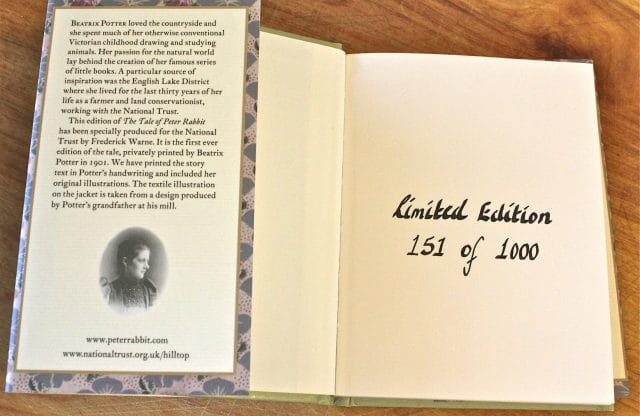 BEATRIX POTTER loved the countryside and
she spent much of her otherwise conventional
Victorian childhood drawing and studying
animals. Her passion for the natural world
lay behind the creation of her famous series
of little books. A particular source of
inspiration was the English Lake District
where she lived for the last thirty years of her
life as a farmer and land conservationist,
working with the National Trust.
This edition of The Tale of Peter Rabbit
has been specially produced for the National
Trust by Frederick Warne. It is the first ever
edition of the tale, privately printed by Beatrix
Potter in 1901. We have printed the story
text in Potter's handwriting and included her
original illustrations. The textile illustration
on the jacket is taken from a design produced
by Potter's grandfather at his mill.
www.peterrabbit.com
www.nationaltrust.org.uk/hilltop
Limited Edition
151 of 1000